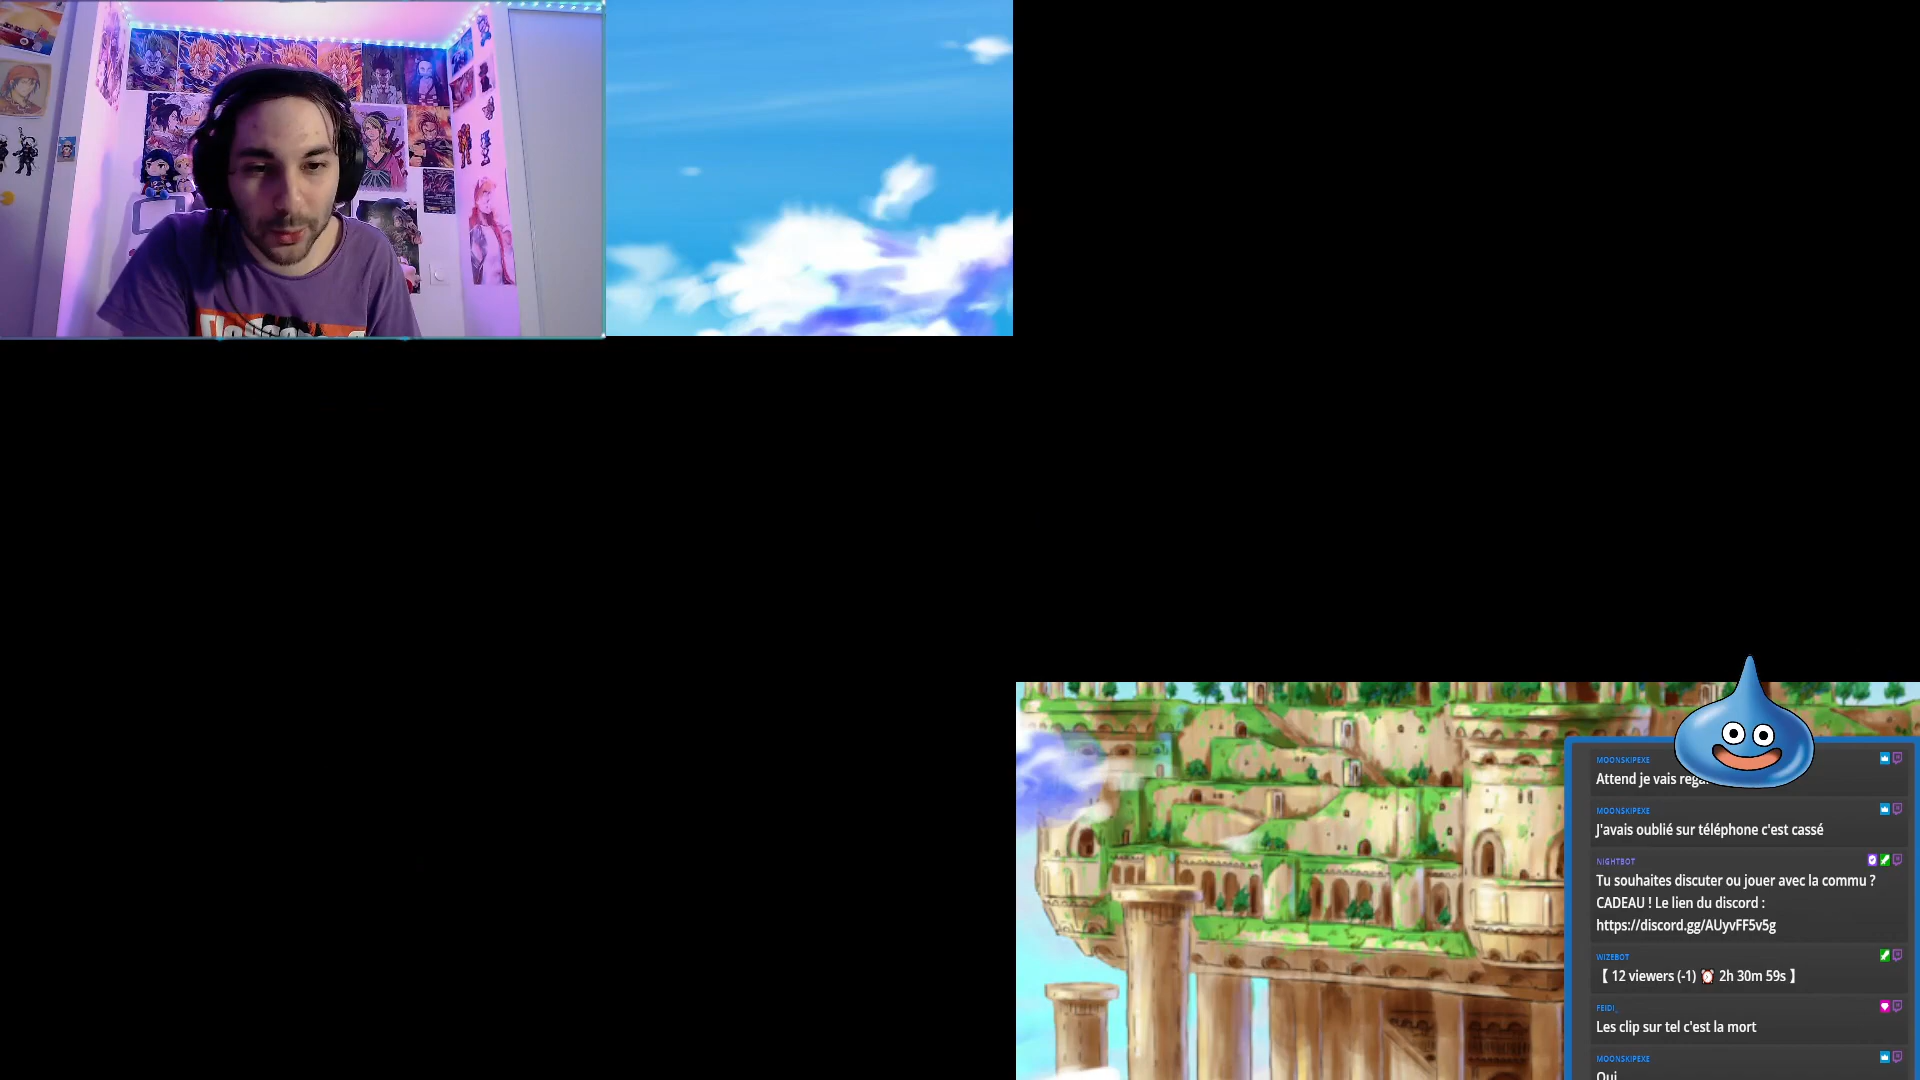 MOONSKIPEXE
Attend je vais
MOONSKIPEXE
J'avais oublié sur téléphone c'est cassé
NIGHTBOT
Tu souhaites discuter ou jouer avec la commu ?
CADEAU ! Le lien du discord :
https://discord.gg/AUyvFF5v5g
WIZEBOT
【 12 viewers (-1) ⏰ 2h 30m 59s 】
FEIDI_
Les clip sur tel c'est la mort
MOONSKIPEXE
Oui